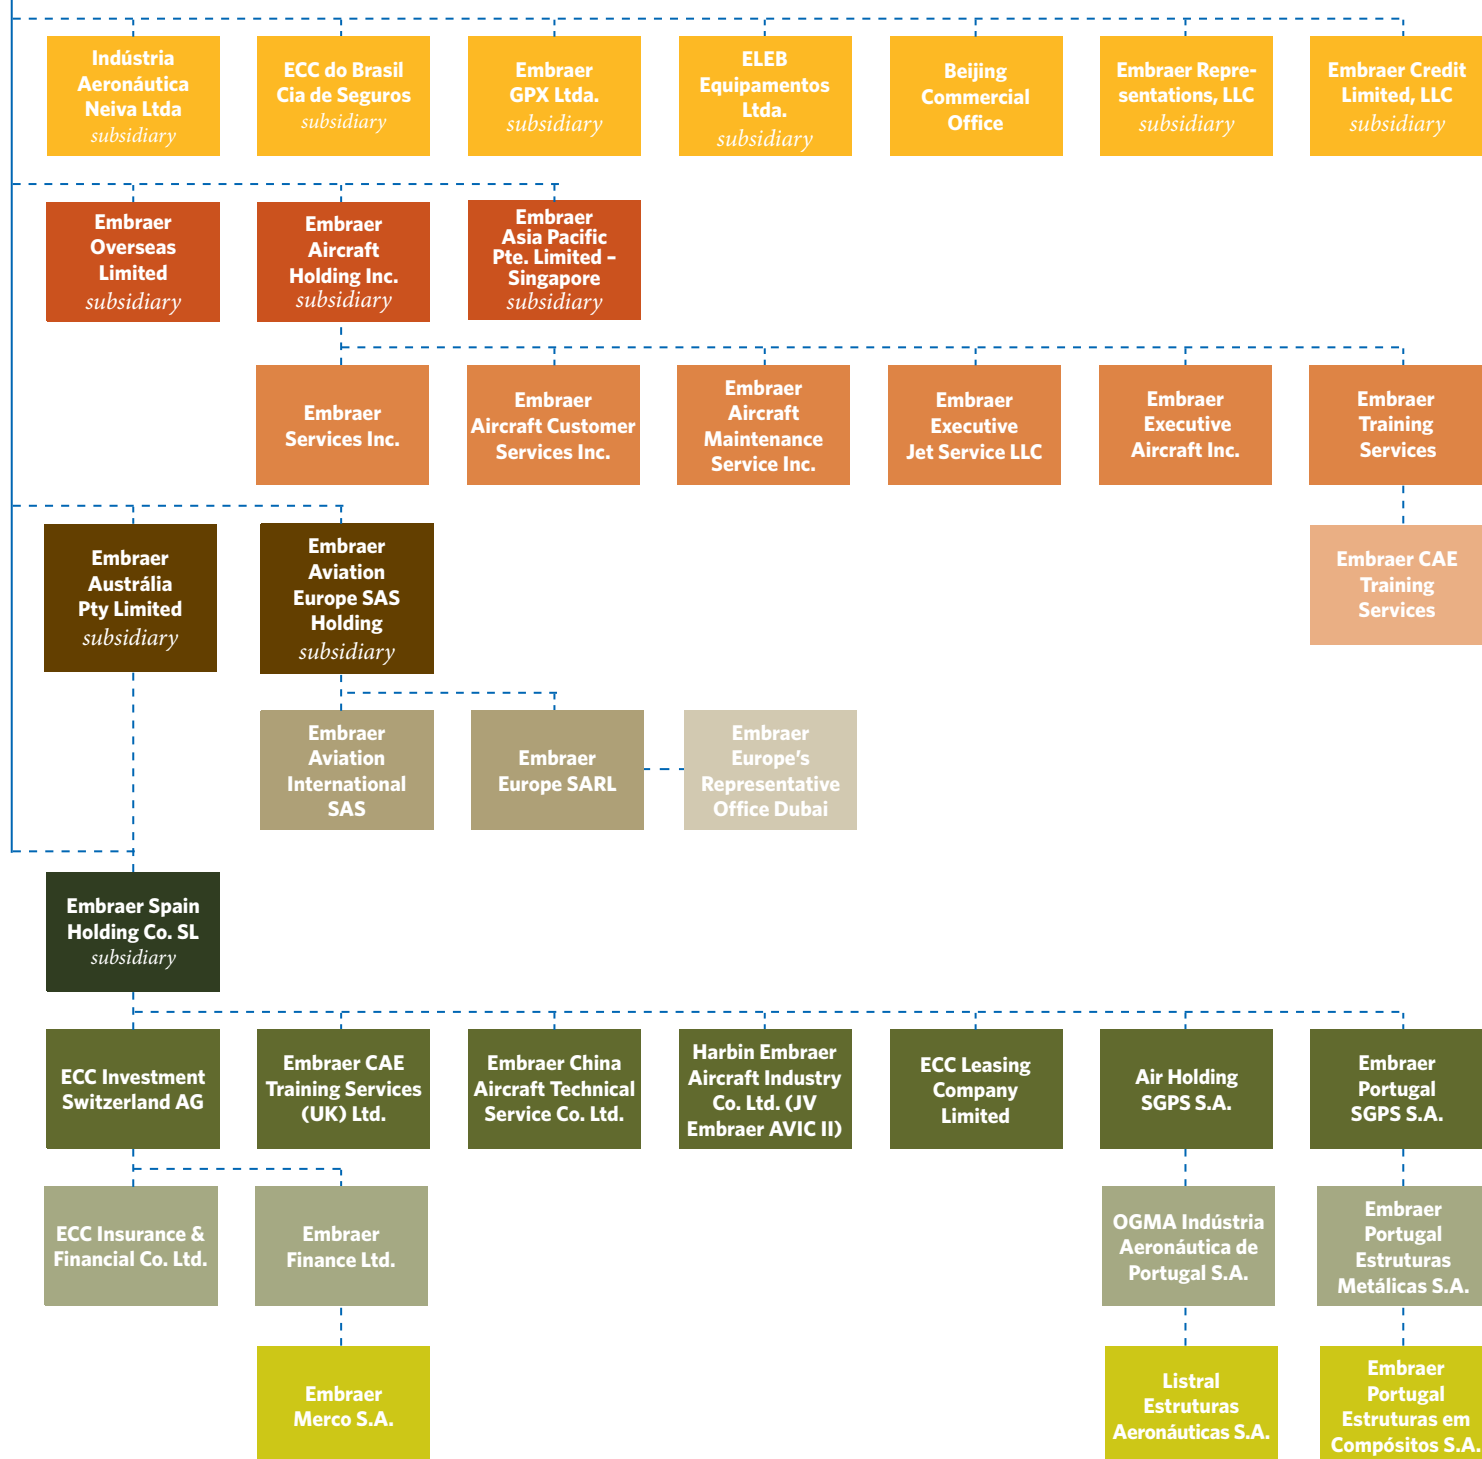 Indústria
Aeronáutica
Neiva Ltda
subsidiary
ECC do Brasil
Cia de Seguros
subsidiary
Embraer
GPX Ltda.
subsidiary
ELEB
Equipamentos
Ltda.
subsidiary
Beijing
Commercial
Office
Embraer Repre-
sentations, LLC
subsidiary
Embraer Credit
Limited, LLC
subsidiary
Embraer
Overseas
Limited
subsidiary
Embraer
Aircraft
Holding Inc.
subsidiary
Embraer
Asia Pacific
Pte. Limited –
Singapore
subsidiary
Embraer
Services Inc.
Embraer
Aircraft Customer
Services Inc.
Embraer
Aircraft
Maintenance
Service Inc.
Embraer
Executive
Jet Service LLC
Embraer
Executive
Aircraft Inc.
Embraer
Training
Services
Embraer
Austrália
Pty Limited
subsidiary
Embraer
Aviation
Europe SAS
Holding
subsidiary
Embraer CAE
Training
Services
Embraer
Aviation
International
SAS
Embraer
Europe SARL
Embraer
Europe's
Representative
Office Dubai
Embraer Spain
Holding Co. SL
subsidiary
ECC Investment
Switzerland AG
Embraer CAE
Training Services
(UK) Ltd.
Embraer China
Aircraft Technical
Service Co. Ltd.
Harbin Embraer
Aircraft Industry
Co. Ltd. (JV
Embraer AVIC II)
ECC Leasing
Company
Limited
Air Holding
SGPS S.A.
Embraer
Portugal
SGPS S.A.
ECC Insurance &
Financial Co. Ltd.
Embraer
Finance Ltd.
OGMA Indústria
Aeronáutica de
Portugal S.A.
Embraer
Portugal
Estruturas
Metálicas S.A.
Embraer
Merco S.A.
Listral
Estruturas
Aeronáuticas S.A.
Embraer
Portugal
Estruturas em
Compósitos S.A.